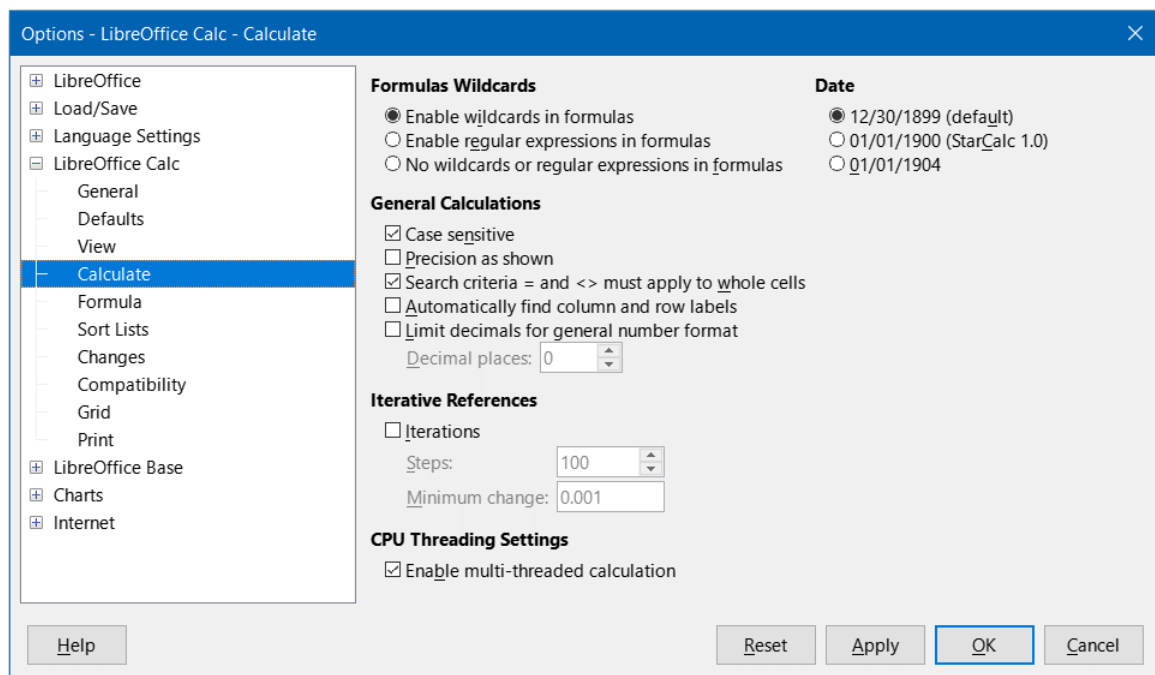 Options - LibreOffice Calc - Calculate
LibreOffice
Load/Save
Language Settings
LibreOffice Calc
General
Defaults
View
Calculate
Formula
Sort Lists
Changes
Compatibility
Grid
Print
LibreOffice Base
Charts
Internet
Formulas Wildcards
Enable wildcards in formulas
Enable regular expressions in formulas
No wildcards or regular expressions in formulas
Date
12/30/1899 (default)
01/01/1900 (StarCalc 1.0)
01/01/1904
General Calculations
Case sensitive
Precision as shown
Search criteria = and <> must apply to whole cells
Automatically find column and row labels
Limit decimals for general number format
Decimal places: 0
Iterative References
Iterations
Steps: 100
Minimum change: 0.001
CPU Threading Settings
Enable multi-threaded calculation
Help Reset Apply OK Cancel